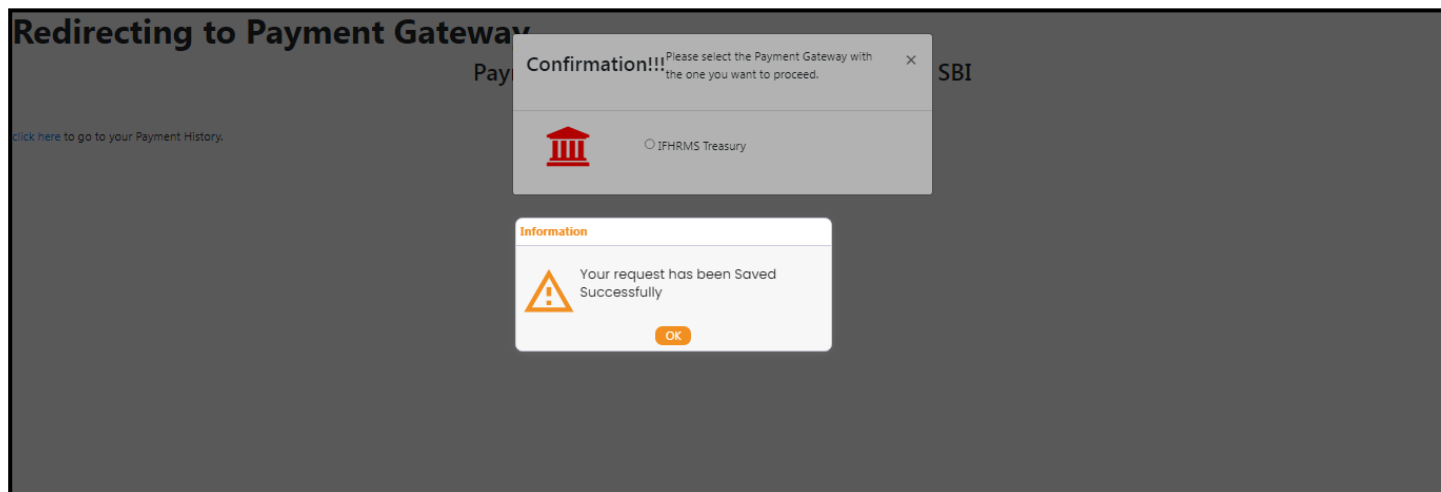 Redirecting to Payment Gateway
Pay
SBI
Confirmation!!!
Please select the Payment Gateway with
the one you want to proceed.
×
click here to go to your Payment History.
IFHRMS Treasury
Information
Your request has been Saved
Successfully
OK